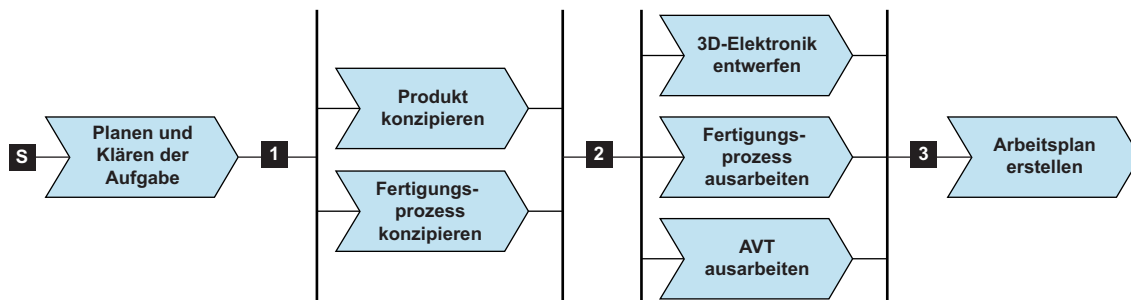 S
Planen und
Klären der
Aufgabe
1
Produkt
konzipieren
Fertigungs-
prozess
konzipieren
2
3D-Elektronik
entwerfen
Fertigungs-
prozess
ausarbeiten
AVT
ausarbeiten
3
Arbeitsplan
erstellen